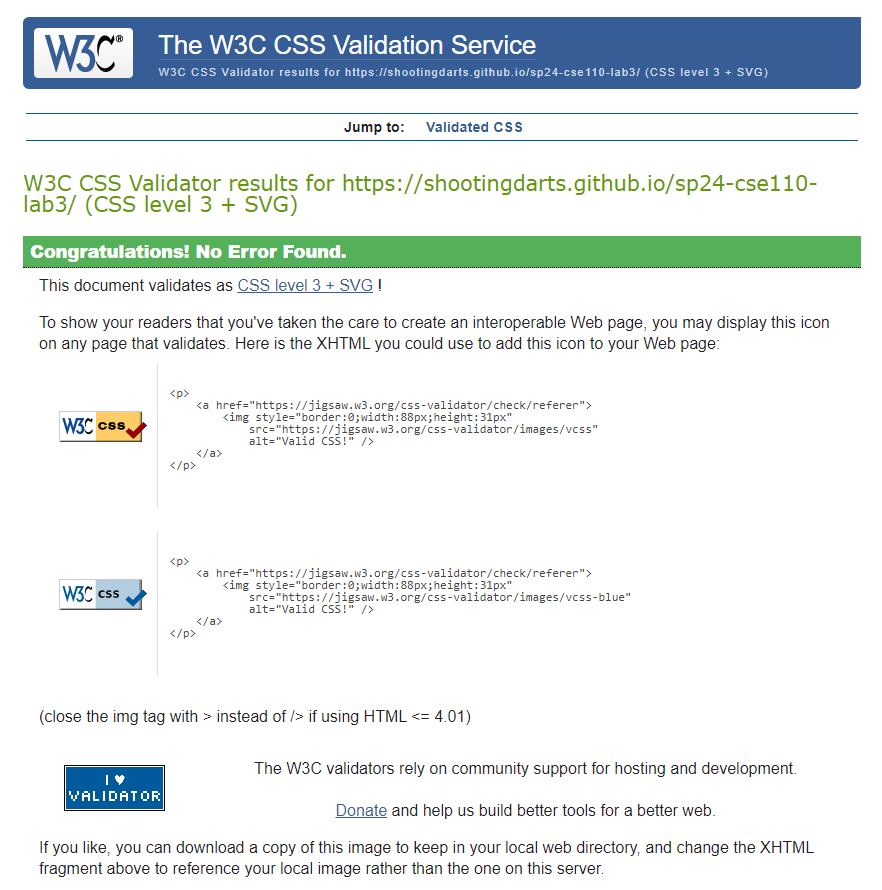 W3C®
The W3C CSS Validation Service
W3C CSS Validator results for https://shootingdarts.github.io/sp24-cse110-lab3/ (CSS level 3 + SVG)
Jump to: Validated CSS
W3C CSS Validator results for https://shootingdarts.github.io/sp24-cse110-
lab3/ (CSS level 3 + SVG)
Congratulations! No Error Found.
This document validates as CSS level 3 + SVG !
To show your readers that you've taken the care to create an interoperable Web page, you may display this icon
on any page that validates. Here is the XHTML you could use to add this icon to your Web page:
W3C css
<p>
    <a href="https://jigsaw.w3.org/css-validator/check/referer">
        <img style="border:0;width:88px;height:31px"
            src="https://jigsaw.w3.org/css-validator/images/vcss"
            alt="Valid CSS!" />
    </a>
</p>
W3C css
<p>
    <a href="https://jigsaw.w3.org/css-validator/check/referer">
        <img style="border:0;width:88px;height:31px"
            src="https://jigsaw.w3.org/css-validator/images/vcss-blue"
            alt="Valid CSS!" />
    </a>
</p>
(close the img tag with > instead of /> if using HTML <= 4.01)
I ♥
VALIDATOR
The W3C validators rely on community support for hosting and development.
Donate and help us build better tools for a better web.
If you like, you can download a copy of this image to keep in your local web directory, and change the XHTML
fragment above to reference your local image rather than the one on this server.